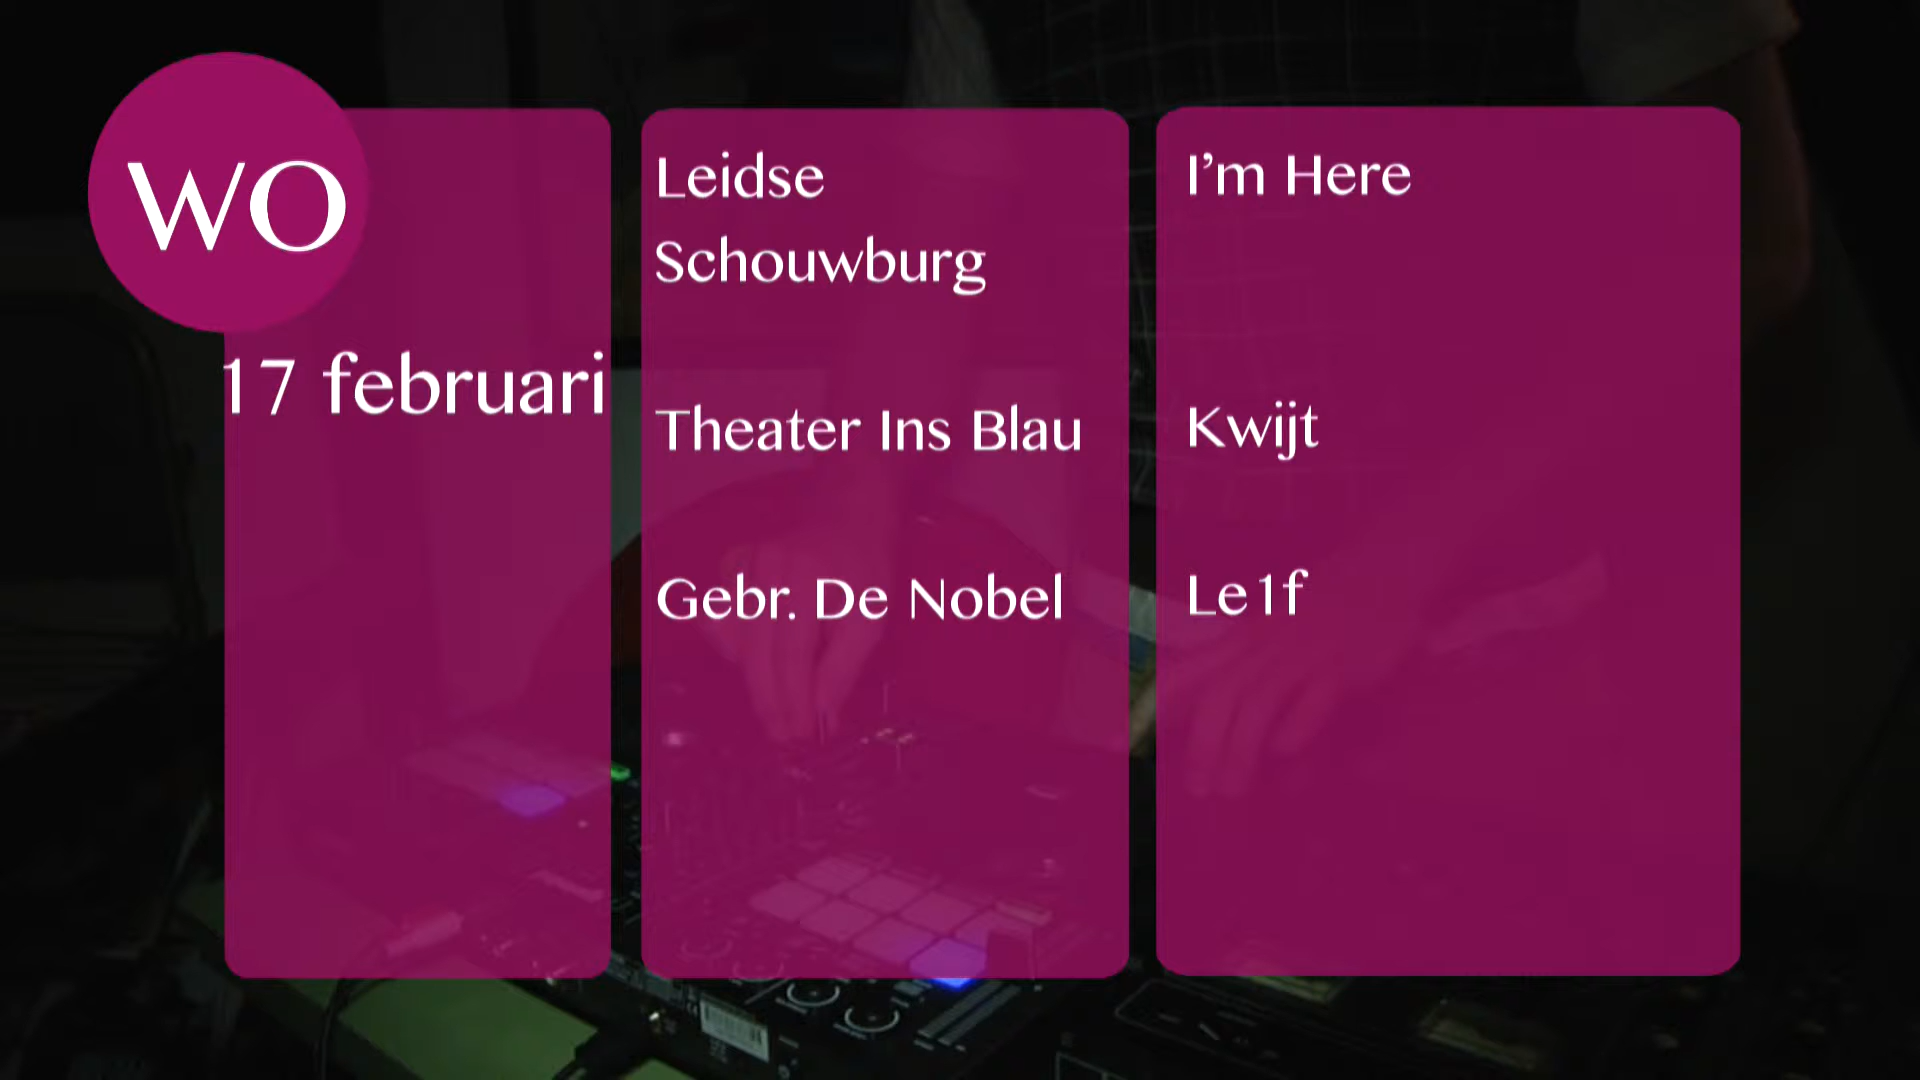 WO
17 februari
Leidse
Schouwburg
Theater Ins Blau
Gebr. De Nobel
I'm Here
Kwijt
Le1f